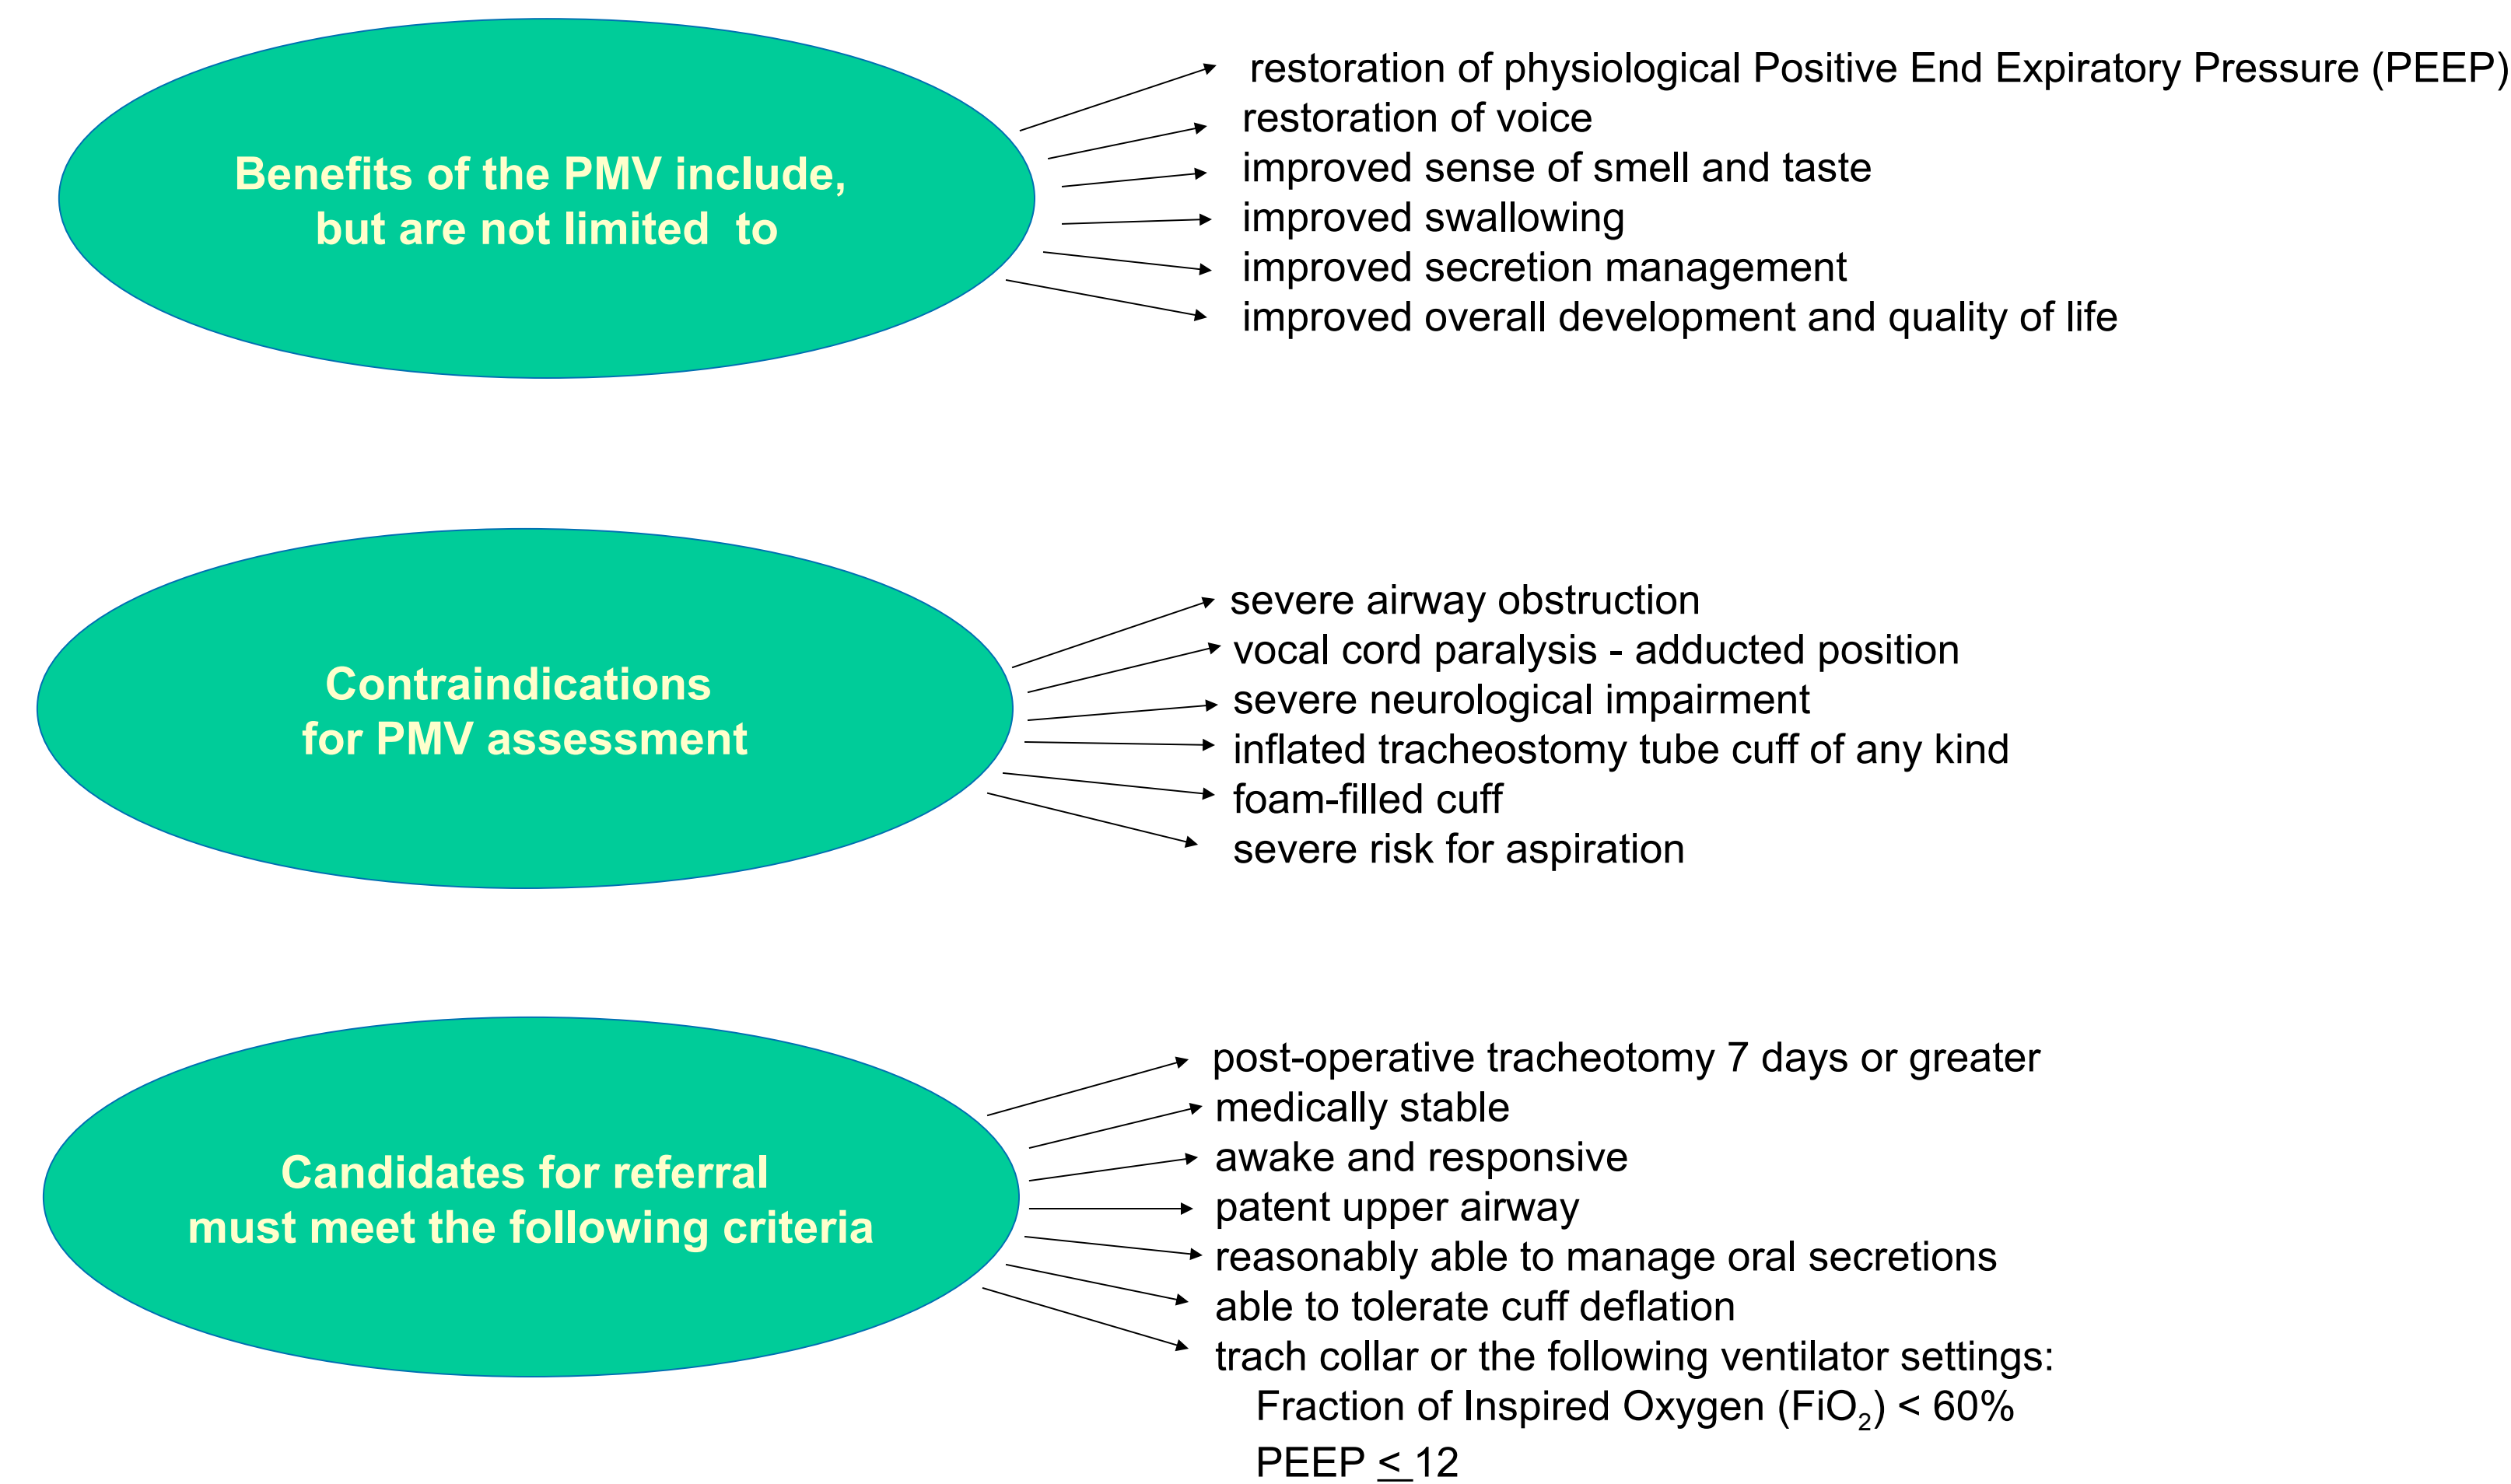 Benefits of the PMV include,
but are not limited  to
restoration of physiological Positive End Expiratory Pressure (PEEP)
restoration of voice
improved sense of smell and taste
improved swallowing
improved secretion management
improved overall development and quality of life
Contraindications
for PMV assessment
severe airway obstruction
vocal cord paralysis - adducted position
severe neurological impairment
inflated tracheostomy tube cuff of any kind
foam-filled cuff
severe risk for aspiration
Candidates for referral
must meet the following criteria
post-operative tracheotomy 7 days or greater
medically stable
awake and responsive
patent upper airway
reasonably able to manage oral secretions
able to tolerate cuff deflation
trach collar or the following ventilator settings:
Fraction of Inspired Oxygen (FiO₂) < 60%
PEEP ≤ 12